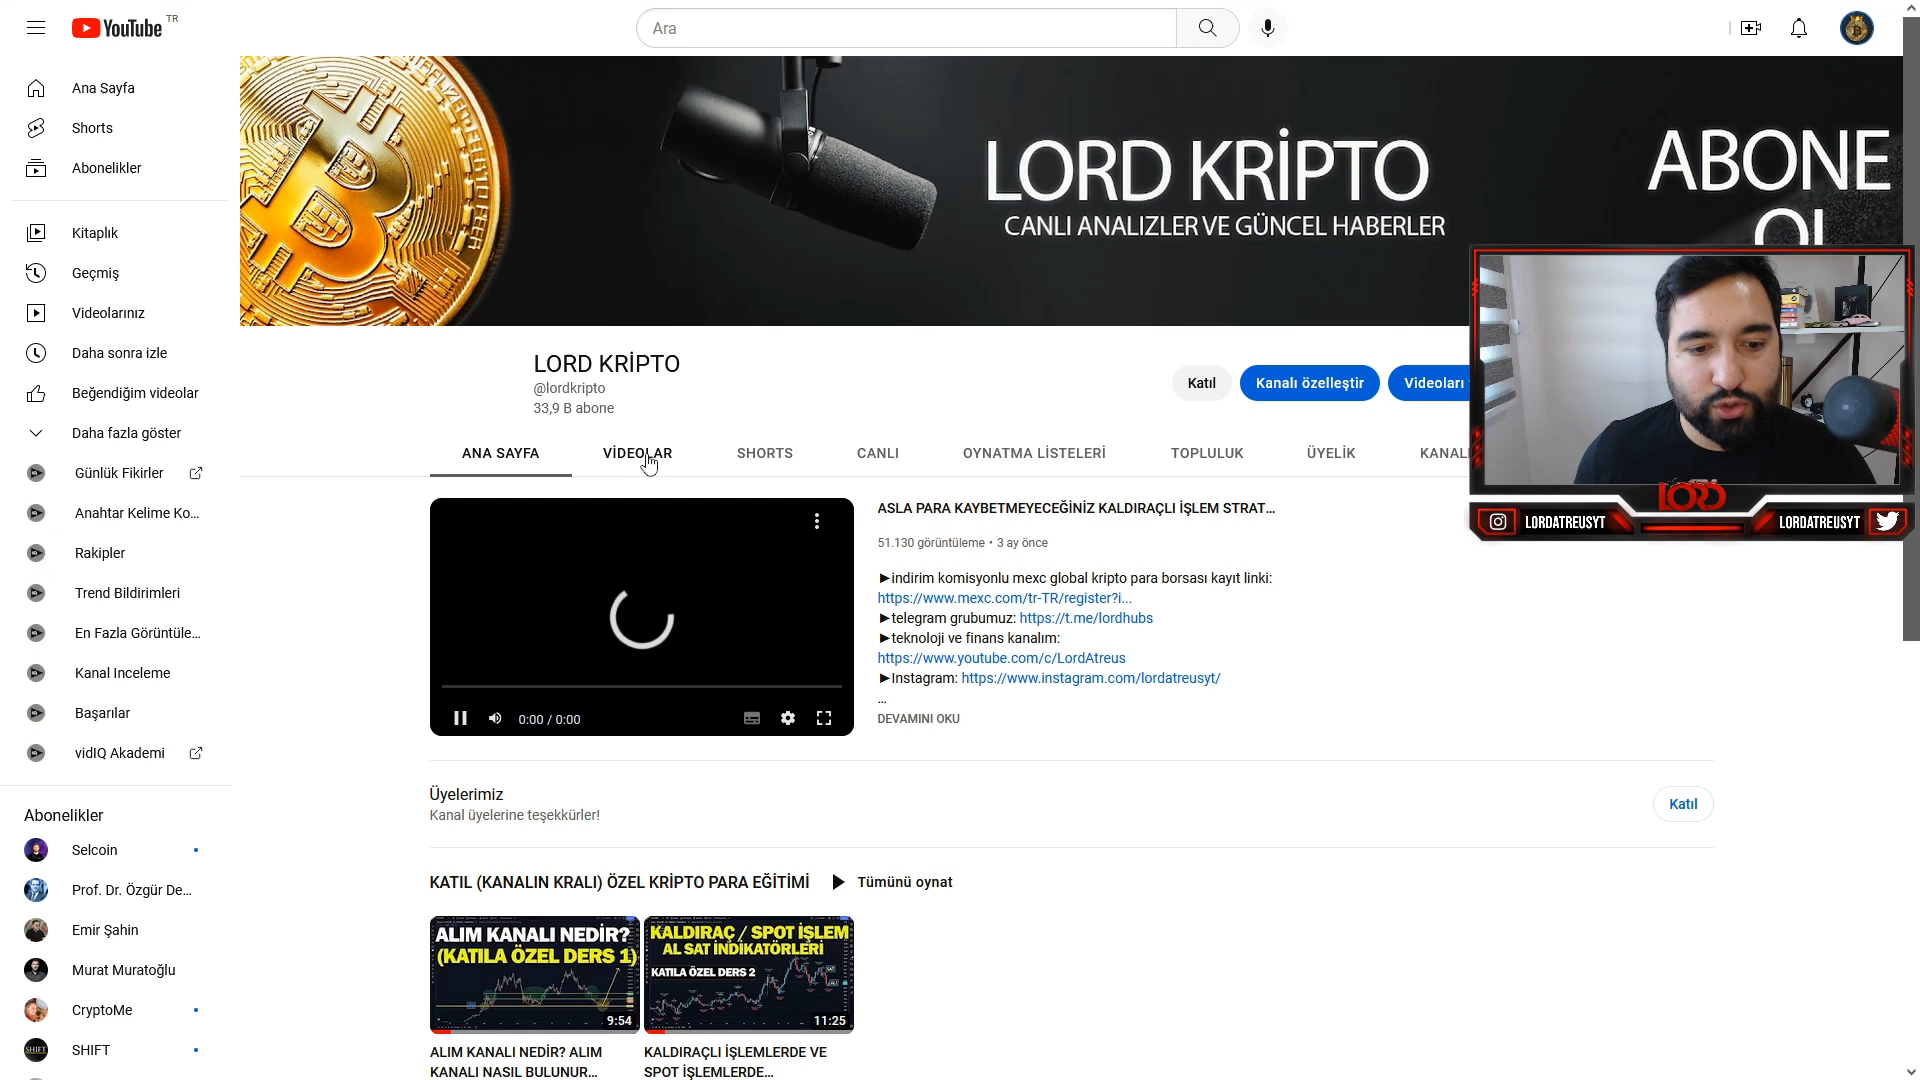 YouTube TR
Ara
Ana Sayfa
Shorts
Abonelikler
Kitaplık
Geçmiş
Videolarınız
Daha sonra izle
Beğendiğim videolar
Daha fazla göster
Günlük Fikirler
Anahtar Kelime Ko...
Rakipler
Trend Bildirimleri
En Fazla Görüntüle...
Kanal Inceleme
Başarılar
vidIQ Akademi
Abonelikler
Selcoin
Prof. Dr. Özgür De...
Emir Şahin
Murat Muratoğlu
CryptoMe
SHIFT
LORD KRİPTO
CANLI ANALIZLER VE GÜNCEL HABERLER
ABONE
OL
LORD KRİPTO
@lordkripto
33,9 B abone
Katıl
Kanalı özelleştir
Videoları
ANA SAYFA
VİDEOLAR
SHORTS
CANLI
OYNATMA LİSTELERİ
TOPLULUK
ÜYELİK
KANAL
LORD
LORDATREUSYT
LORDATREUSYT
0:00 / 0:00
ASLA PARA KAYBETMEYECEĞİNİZ KALDIRAÇLI İŞLEM STRAT...
51.130 görüntüleme • 3 ay önce
►indirim komisyonlu mexc global kripto para borsası kayıt linki:
https://www.mexc.com/tr-TR/register?i...
►telegram grubumuz: https://t.me/lordhubs
►teknoloji ve finans kanalım:
https://www.youtube.com/c/LordAtreus
►Instagram: https://www.instagram.com/lordatreusyt/
...
DEVAMINI OKU
Üyelerimiz
Kanal üyelerine teşekkürler!
Katıl
KATIL (KANALIN KRALI) ÖZEL KRİPTO PARA EĞİTİMİ
Tümünü oynat
ALIM KANALI NEDİR?
(KATILA ÖZEL DERS 1)
9:54
KALDIRAÇ / SPOT İŞLEM
AL SAT İNDİKATÖRLERİ
KATILA ÖZEL DERS 2
11:25
ALIM KANALI NEDİR? ALIM
KANALI NASIL BULUNUR...
KALDIRAÇLI İŞLEMLERDE VE
SPOT İŞLEMLERDE...